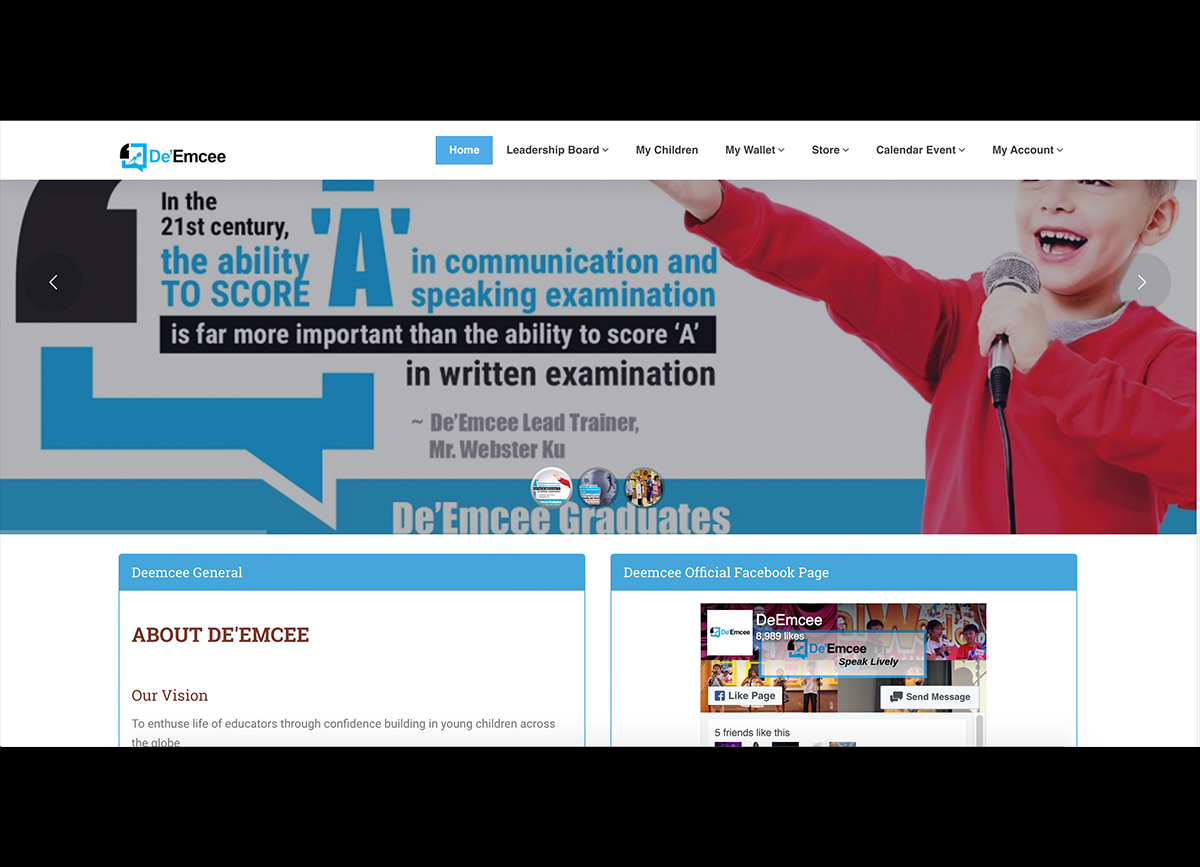 De'Emcee
Home
Leadership Board
My Children
My Wallet
Store
Calendar Event
My Account
In the
21st century,
the ability
TO SCORE
'A'
in communication and
speaking examination
is far more important than the ability to score ‘A’
in written examination
~ De’Emcee Lead Trainer,
Mr. Webster Ku
De’Emcee Graduates
Deemcee General
ABOUT DE'EMCEE
Our Vision
To enthuse life of educators through confidence building in young children across
the globe
Deemcee Official Facebook Page
De'Emcee
DeEmcee
8,989 likes
De'Emcee
Speak Lively
Like Page
Send Message
5 friends like this